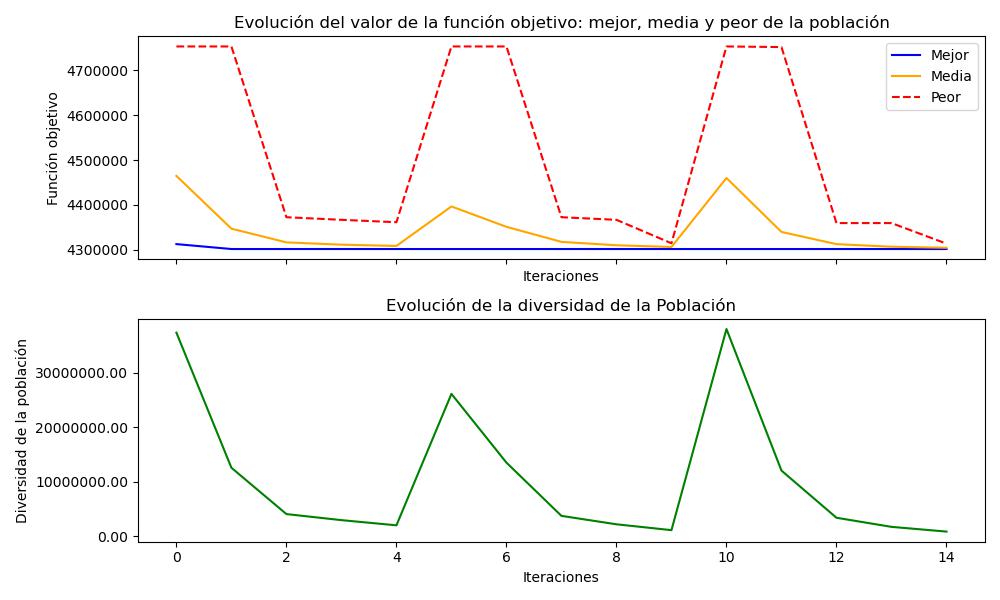 Evolución del valor de la función objetivo: mejor, media y peor de la población
Función objetivo
4700000
4600000
4500000
4400000
4300000
Mejor
Media
Peor
Iteraciones
Evolución de la diversidad de la Población
Diversidad de la población
30000000.00
20000000.00
10000000.00
0.00
0 2 4 6 8 10 12 14
Iteraciones